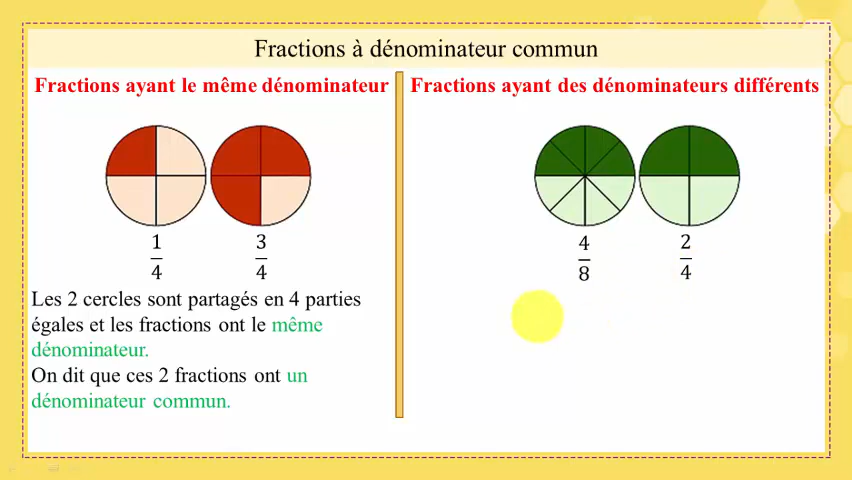 Fractions à dénominateur commun
Fractions ayant le même dénominateur
1/4
3/4
Les 2 cercles sont partagés en 4 parties
égales et les fractions ont le même
dénominateur.
On dit que ces 2 fractions ont un
dénominateur commun.
Fractions ayant des dénominateurs différents
4/8
2/4